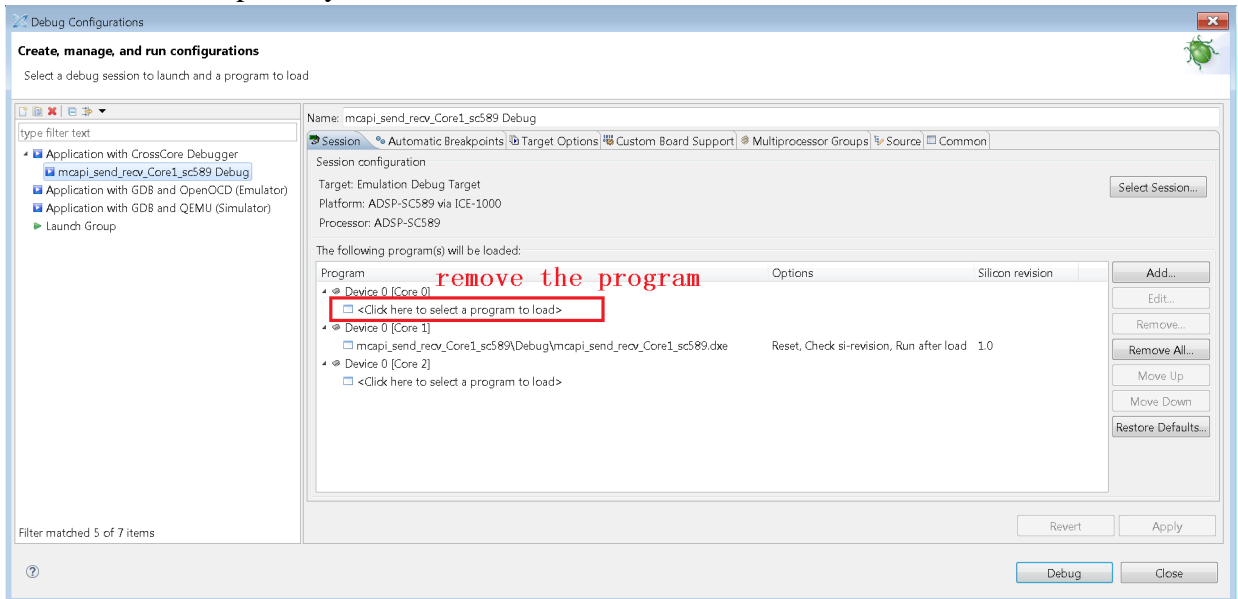 Debug Configurations
Create, manage, and run configurations
Select a debug session to launch and a program to load
type filter text
Application with CrossCore Debugger
mcapi_send_recv_Core1_sc589 Debug
Application with GDB and OpenOCD (Emulator)
Application with GDB and QEMU (Simulator)
Launch Group
Filter matched 5 of 7 items
Name: mcapi_send_recv_Core1_sc589 Debug
Session Automatic Breakpoints Target Options Custom Board Support Multiprocessor Groups Source Common
Session configuration
Target: Emulation Debug Target
Platform: ADSP-SC589 via ICE-1000
Processor: ADSP-SC589
Select Session...
The following program(s) will be loaded:
Program Options Silicon revision
remove the program
Device 0 [Core 0]
<Click here to select a program to load>
Device 0 [Core 1]
mcapi_send_recv_Core1_sc589\Debug\mcapi_send_recv_Core1_sc589.dxe Reset, Check si-revision, Run after load 1.0
Device 0 [Core 2]
<Click here to select a program to load>
Add...
Edit...
Remove...
Remove All...
Move Up
Move Down
Restore Defaults...
Revert Apply
Debug Close